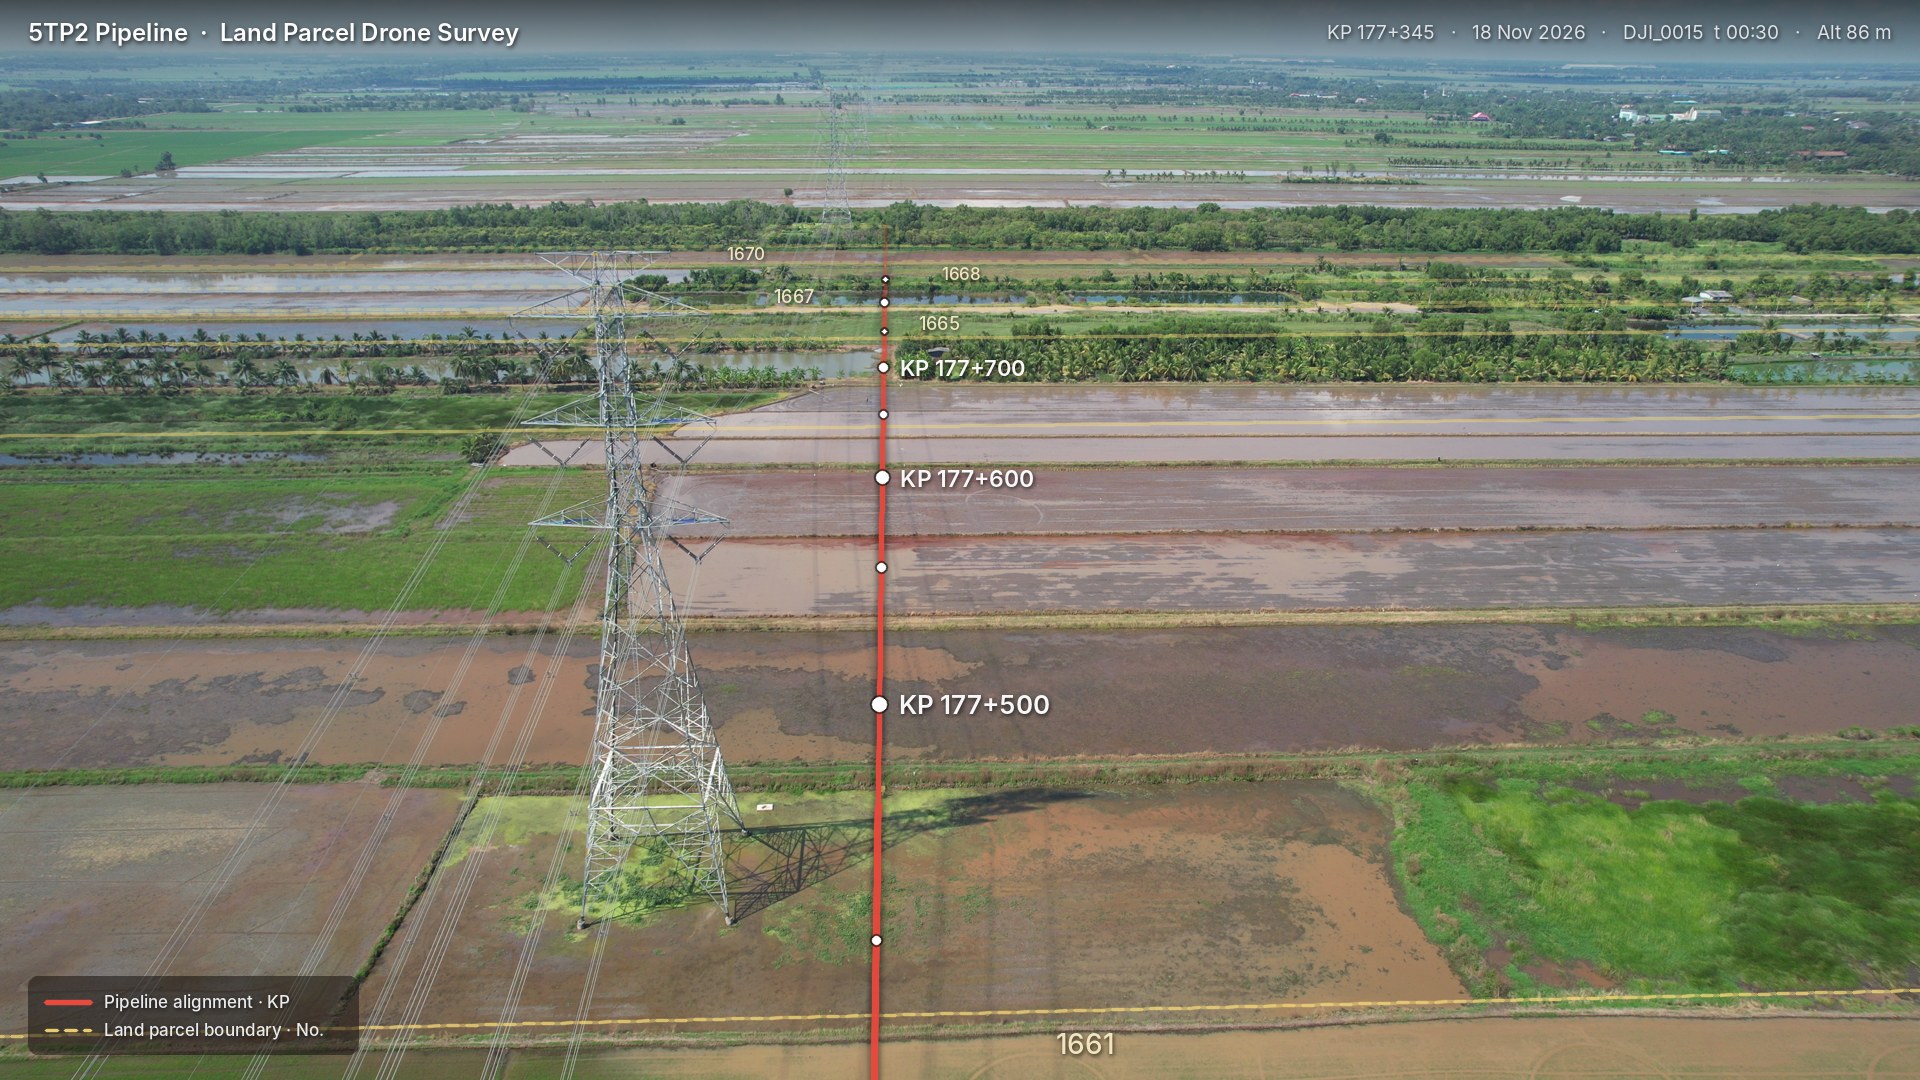 5TP2 Pipeline · Land Parcel Drone Survey
KP 177+345 · 18 Nov 2026 · DJI_0015 t 00:30 · Alt 86 m
1670
1668
1667
1665
KP 177+700
KP 177+600
KP 177+500
Pipeline alignment · KP
Land parcel boundary · No.
1661